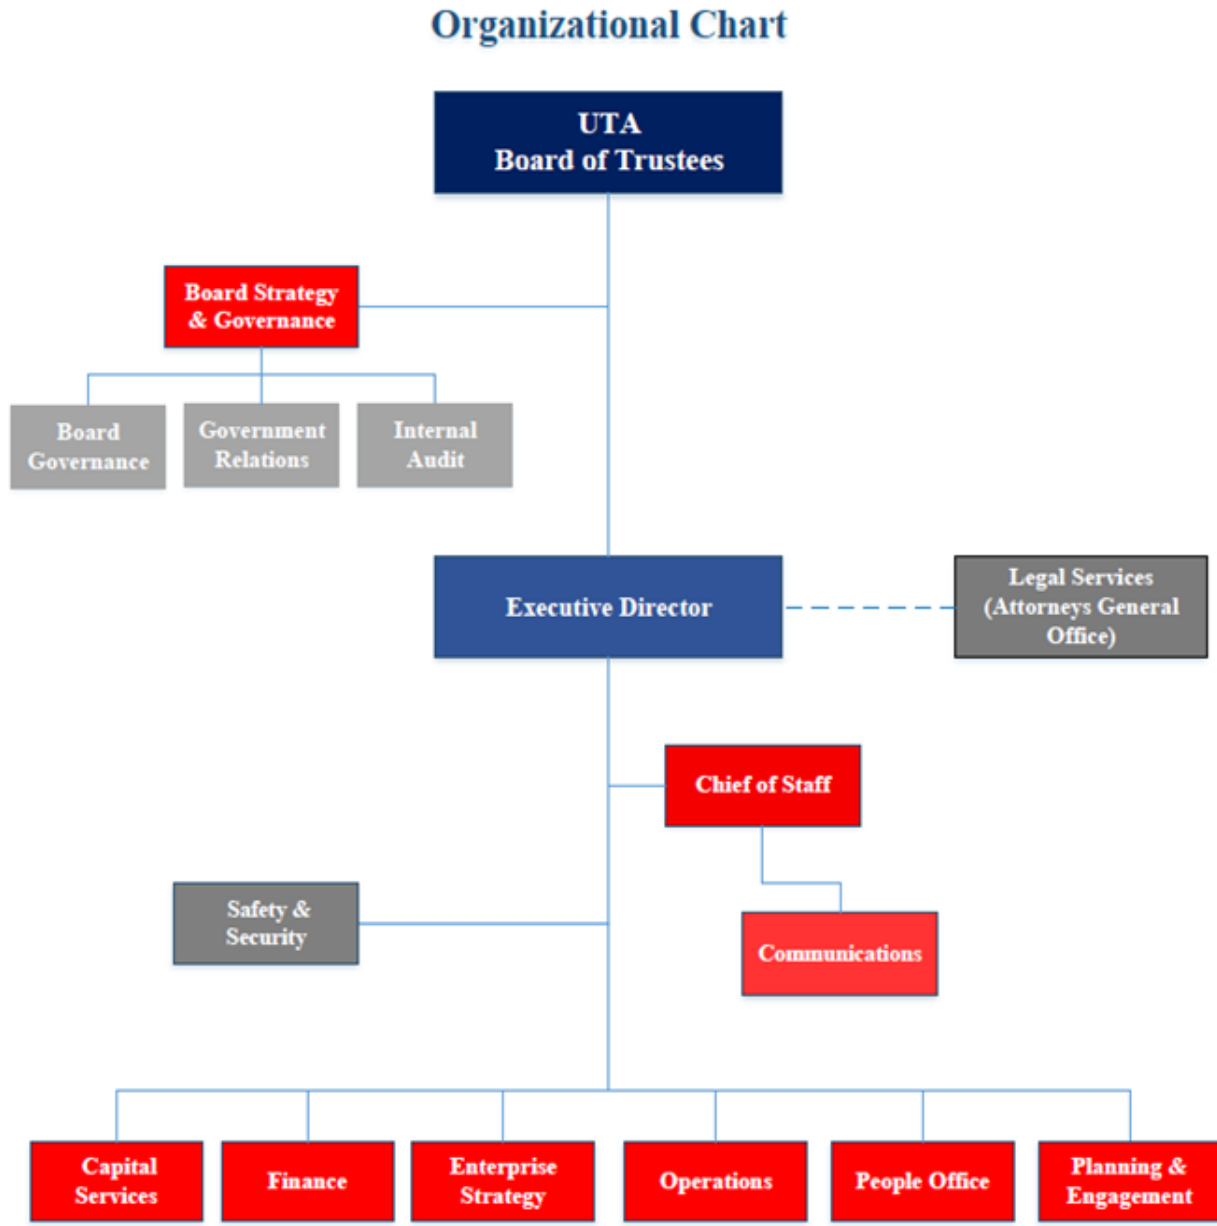 Organizational Chart
UTA
Board of Trustees
Board Strategy
& Governance
Board
Governance
Government
Relations
Internal
Audit
Executive Director
Legal Services
(Attorneys General
Office)
Chief of Staff
Safety &
Security
Communications
Capital
Services
Finance
Enterprise
Strategy
Operations
People Office
Planning &
Engagement